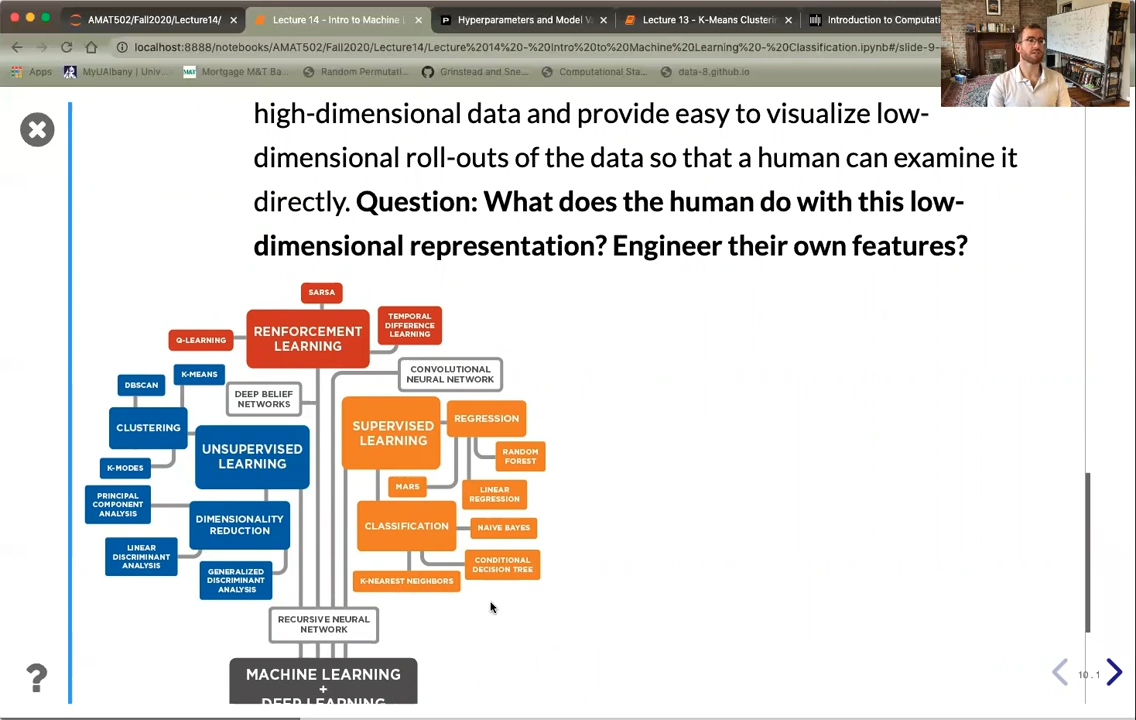 AMAT502/Fall2020/Lecture14/
Lecture 14 - Intro to Machine L
Hyperparameters and Model V
Lecture 13 - K-Means Clusterin
Introduction to Computati
localhost:8888/notebooks/AMAT502/Fall2020/Lecture14/Lecture%2014%20-%20Intro%20to%20Machine%20Learning%20-%20Classification.ipynb#/slide-9-
Apps
MyUAlbany | Univ...
M&T
Mortgage M&T Ba...
Random Permutati...
Grinstead and Sne...
Computational Sta...
data-8.github.io
high-dimensional data and provide easy to visualize low-
dimensional roll-outs of the data so that a human can examine it
directly. Question: What does the human do with this low-
dimensional representation? Engineer their own features?
SARSA
RENFORCEMENT
LEARNING
TEMPORAL
DIFFERENCE
LEARNING
Q-LEARNING
CONVOLUTIONAL
NEURAL NETWORK
K-MEANS
DBSCAN
DEEP BELIEF
NETWORKS
CLUSTERING
SUPERVISED
LEARNING
REGRESSION
UNSUPERVISED
LEARNING
RANDOM
FOREST
K-MODES
MARS
LINEAR
REGRESSION
PRINCIPAL
COMPONENT
ANALYSIS
DIMENSIONALITY
REDUCTION
CLASSIFICATION
NAIVE BAYES
LINEAR
DISCRIMINANT
ANALYSIS
CONDITIONAL
DECISION TREE
GENERALIZED
DISCRIMINANT
ANALYSIS
K-NEAREST NEIGHBORS
RECURSIVE NEURAL
NETWORK
MACHINE LEARNING
+
DEEP LEARNING
?
10.1